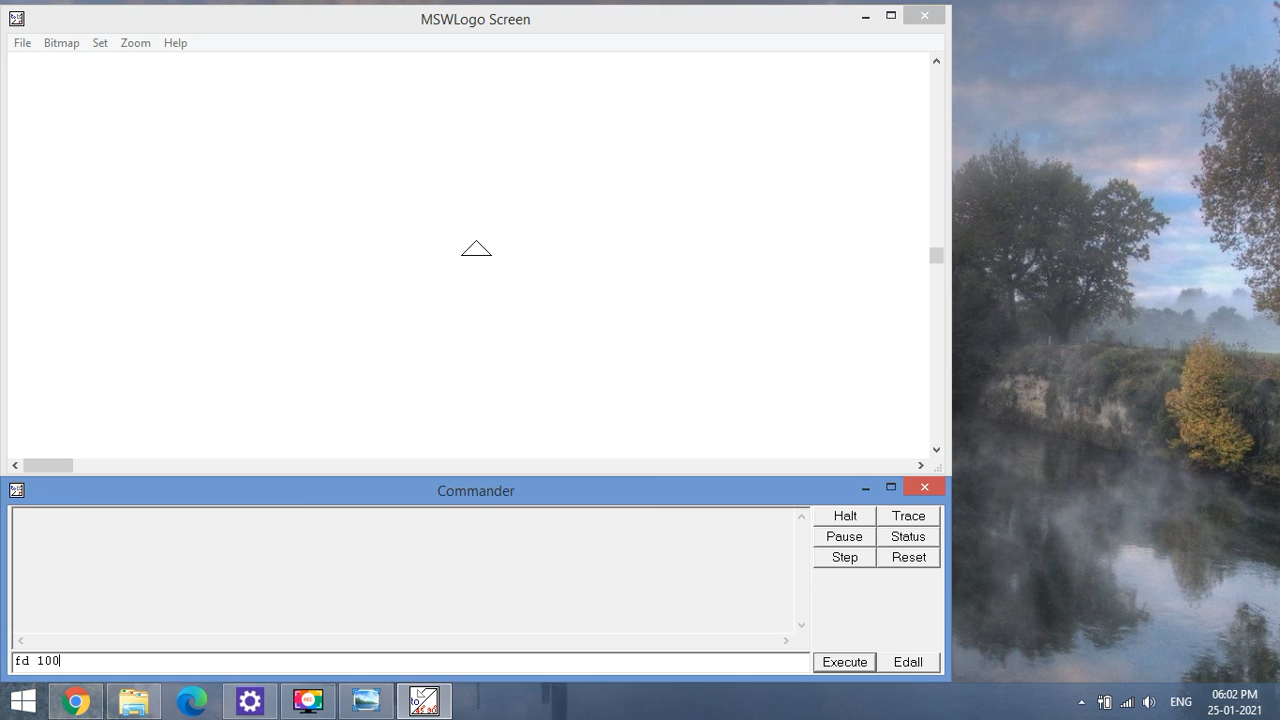 MSWLogo Screen
File Bitmap Set Zoom Help
Commander
Halt Trace
Pause Status
Step Reset
fd 100
Execute Edall
ENG 06:02 PM
25-01-2021